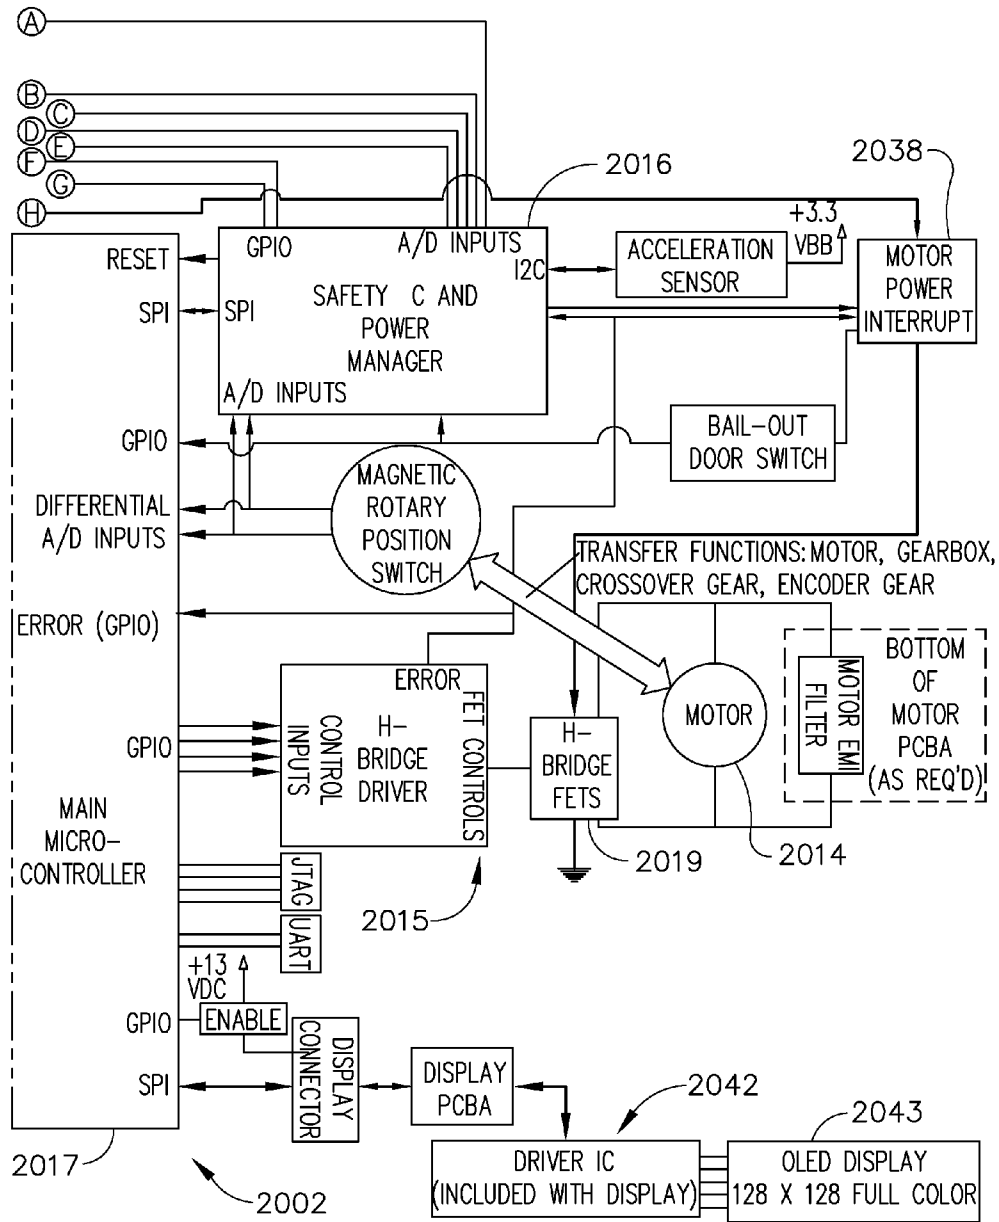 A
B
C
D
E
F
G
H
2016
2038
+3.3
VBB
RESET
GPIO
A/D INPUTS
I2C
ACCELERATION
SENSOR
MOTOR
POWER
INTERRUPT
SPI
SPI
SAFETY C AND
POWER
MANAGER
A/D INPUTS
GPIO
BAIL-OUT
DOOR SWITCH
MAGNETIC
ROTARY
POSITION
SWITCH
DIFFERENTIAL
A/D INPUTS
TRANSFER FUNCTIONS: MOTOR, GEARBOX,
CROSSOVER GEAR, ENCODER GEAR
ERROR (GPIO)
ERROR
GPIO
CONTROL
INPUTS
H-
BRIDGE
DRIVER
FET CONTROLS
H-
BRIDGE
FETS
MOTOR
MOTOR EMI
FILTER
BOTTOM
OF
MOTOR
PCBA
(AS REQ'D)
MAIN
MICRO-
CONTROLLER
2019
2014
2015
JTAG
UART
+13
VDC
GPIO
ENABLE
SPI
DISPLAY
CONNECTOR
DISPLAY
PCBA
2042
2043
DRIVER IC
(INCLUDED WITH DISPLAY)
OLED DISPLAY
128 X 128 FULL COLOR
2017
2002